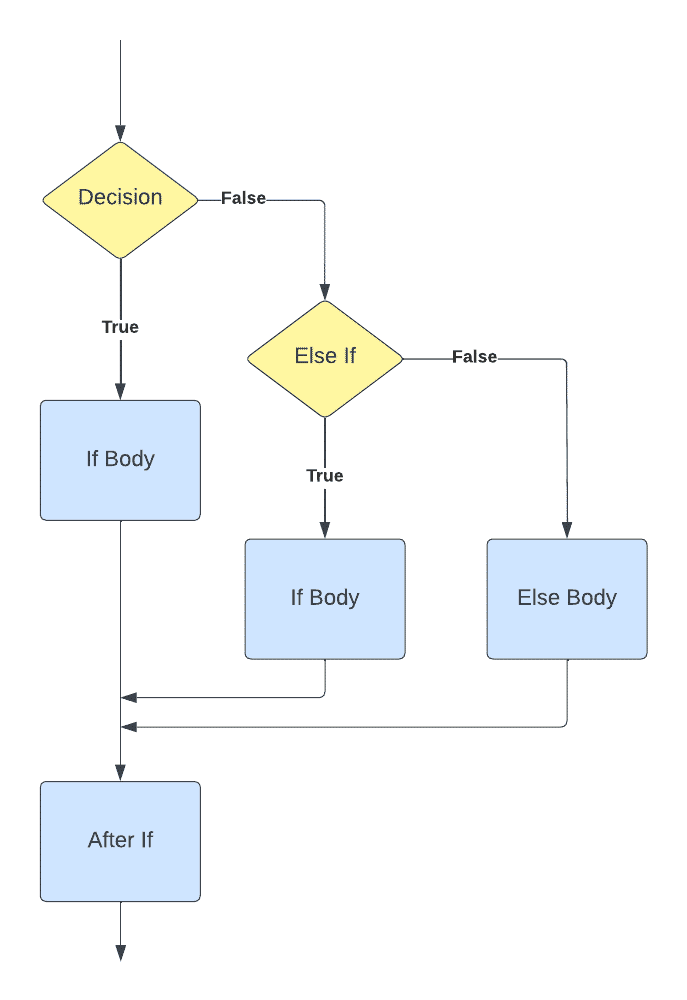 Decision
False
True
Else If
False
If Body
True
If Body
Else Body
After If